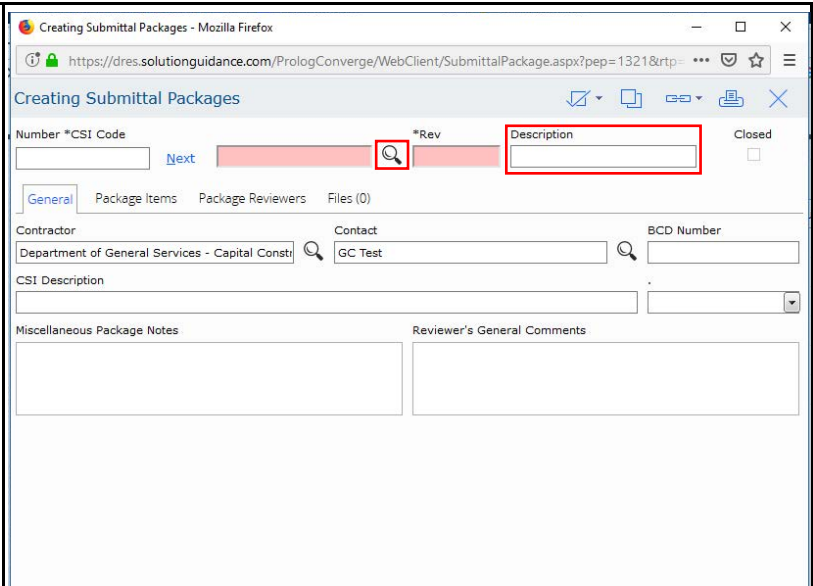 Creating Submittal Packages - Mozilla Firefox
https://dres.solutionguidance.com/PrologConverge/WebClient/SubmittalPackage.aspx?pep=1321&rtp=
Creating Submittal Packages
Number *CSI Code *Rev Description Closed
Next
General Package Items Package Reviewers Files (0)
Contractor Contact BCD Number
Department of General Services - Capital Constr GC Test
CSI Description .
Miscellaneous Package Notes Reviewer's General Comments